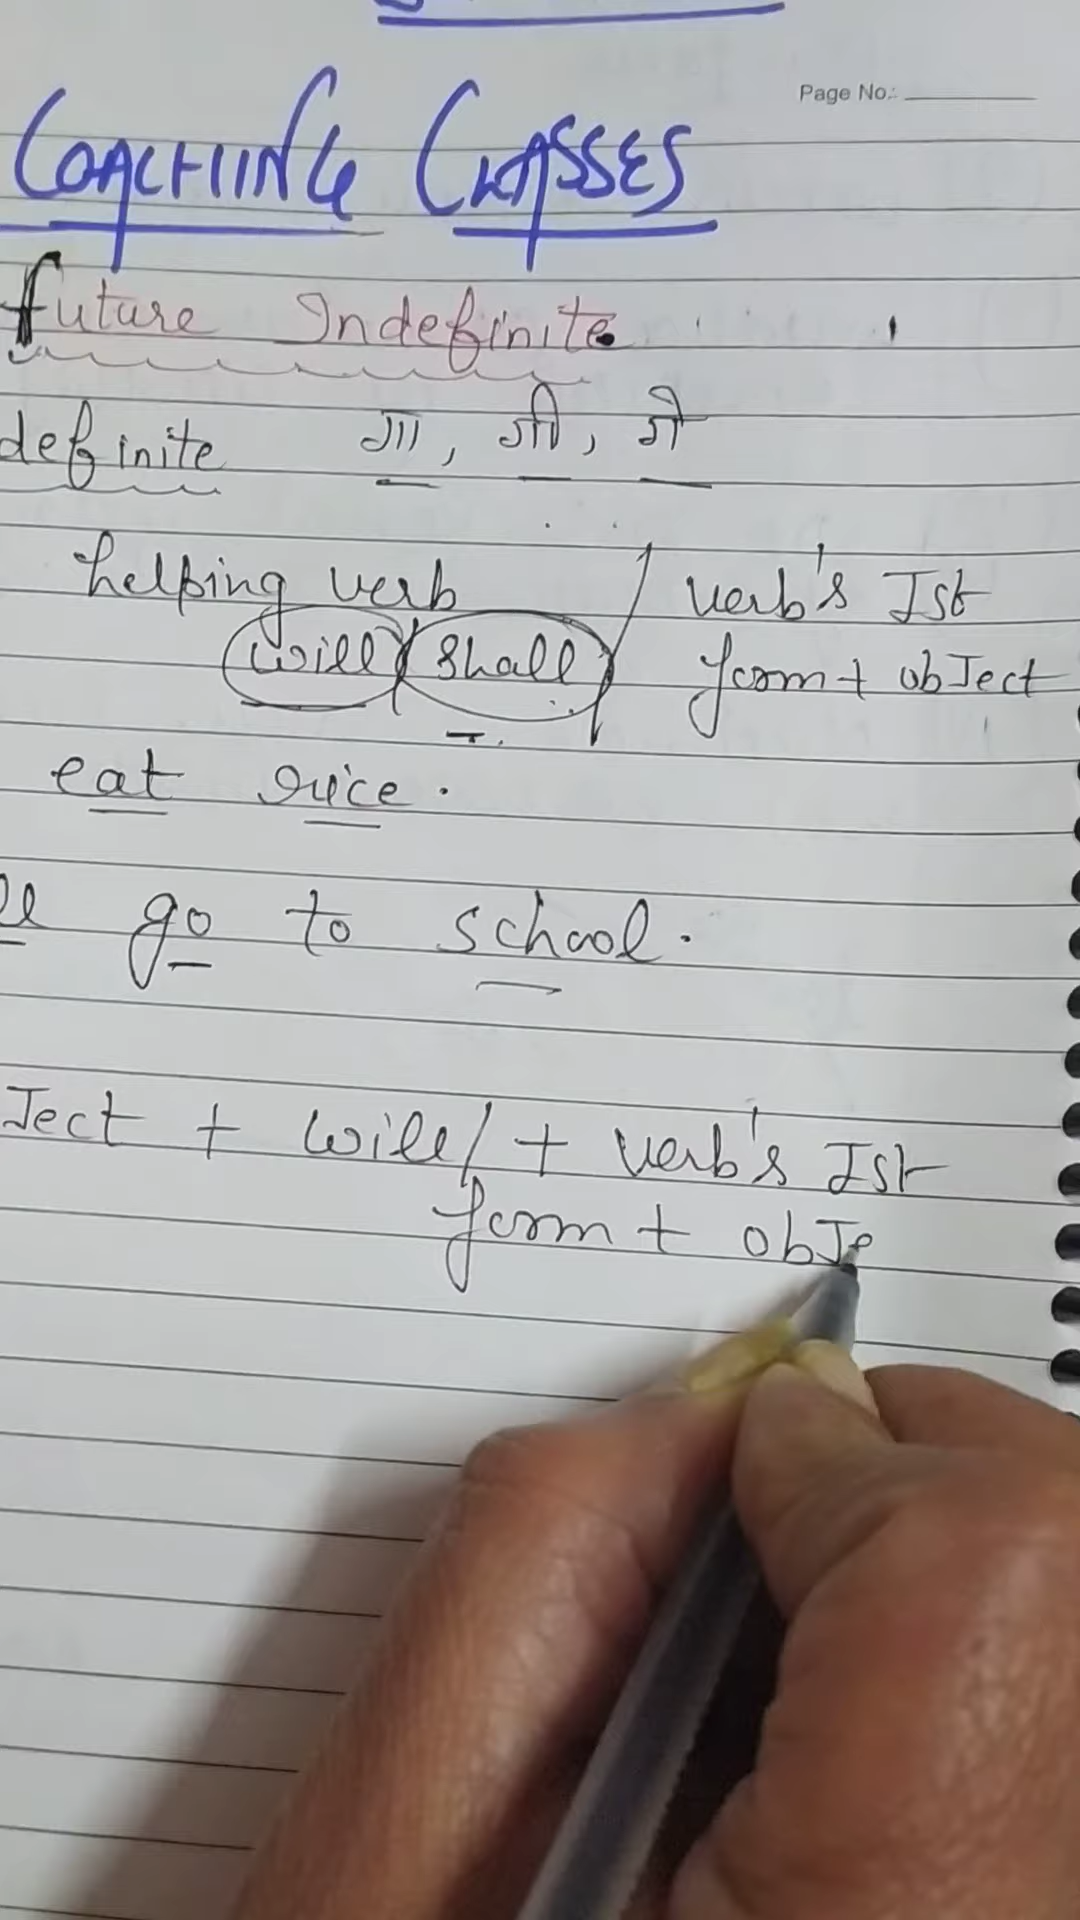 Page No.:
COACHING CLASSES
Future Indefinite
definite गा, गी, गे
helping verb / verb's Ist
will / shall form + obJect
eat rice.
go to school.
Ject + will / + verb's Ist
form + obJe